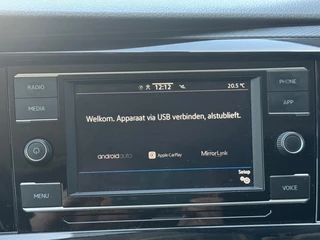 RADIO
MEDIA
MENU
12:12
20.5 °C
Welkom. Apparaat via USB verbinden, alstublieft.
androidauto
Apple CarPlay
MirrorLink
Setup
PHONE
APP
VOICE